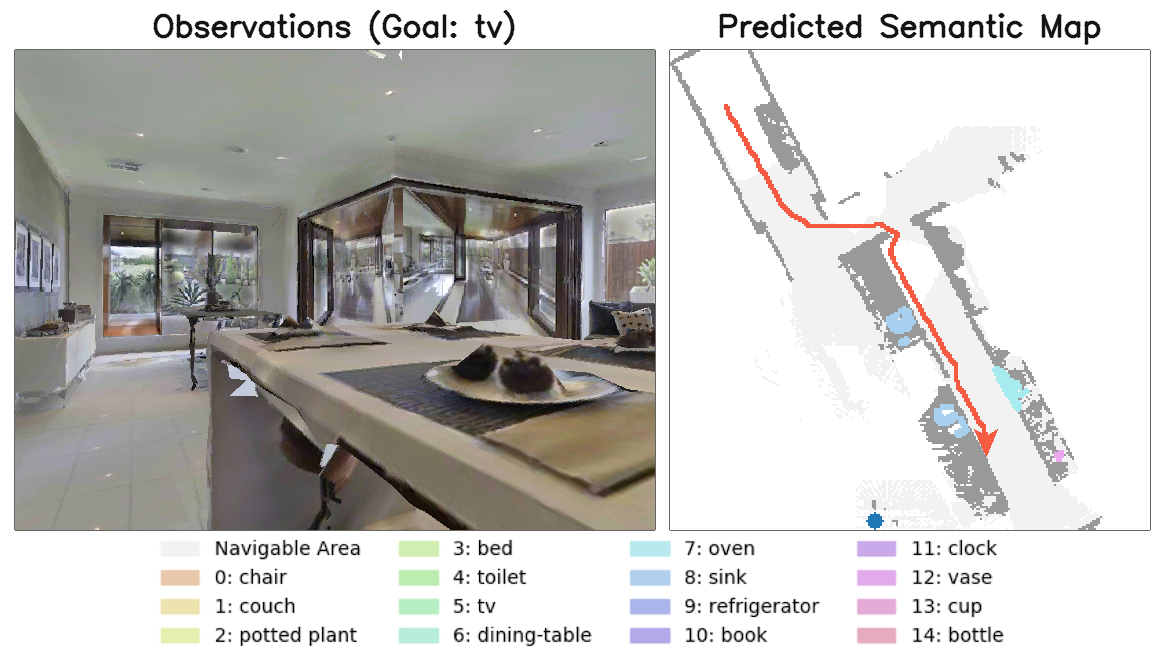 Observations (Goal: tv)
Predicted Semantic Map
Navigable Area
0: chair
1: couch
2: potted plant
3: bed
4: toilet
5: tv
6: dining-table
7: oven
8: sink
9: refrigerator
10: book
11: clock
12: vase
13: cup
14: bottle